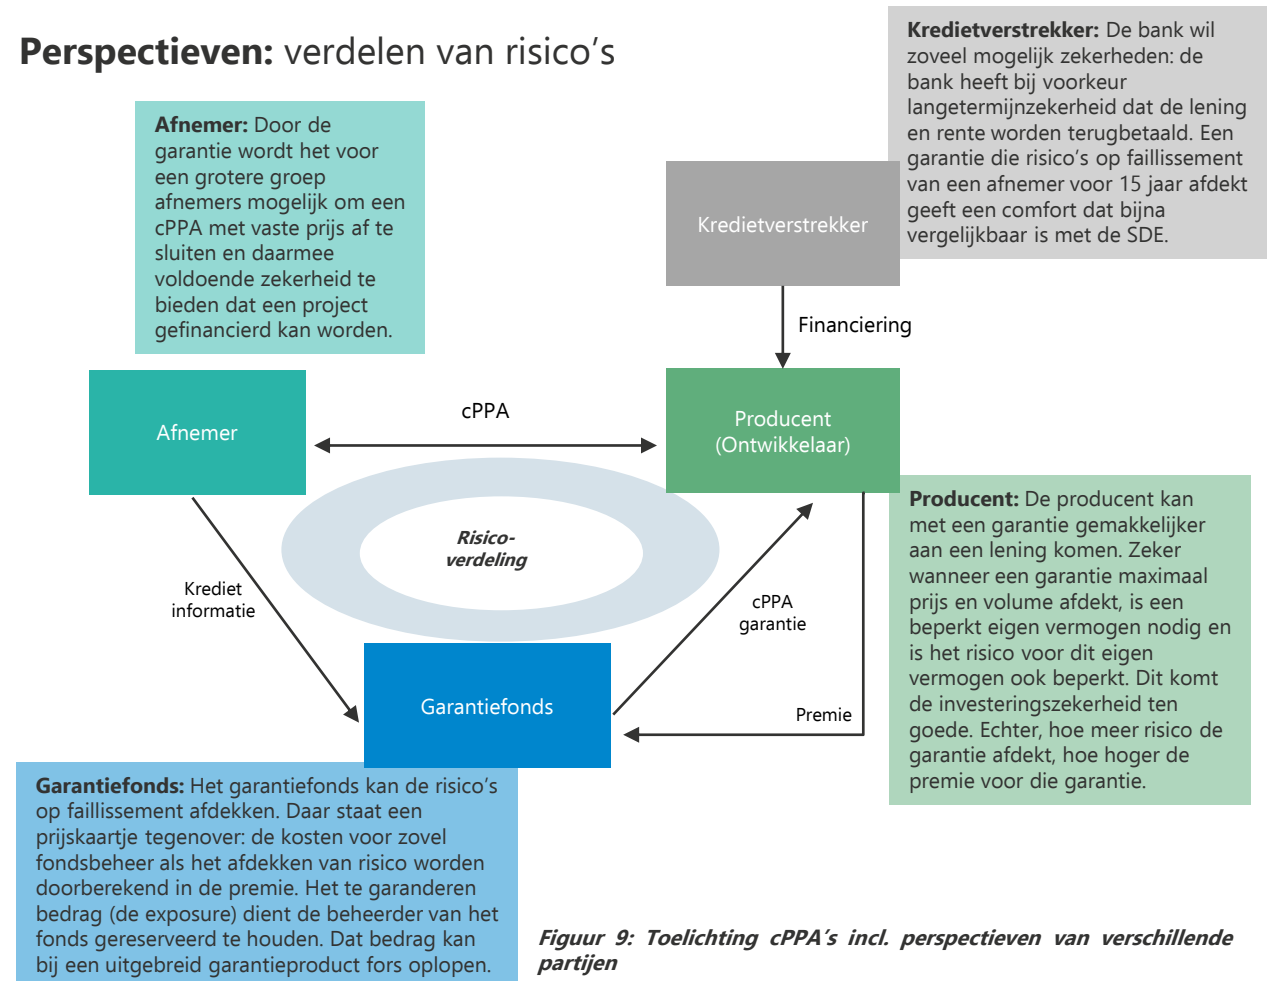 Perspectieven: verdelen van risico's
Kredietverstrekker: De bank wil
zoveel mogelijk zekerheden: de
bank heeft bij voorkeur
langetermijnzekerheid dat de lening
en rente worden terugbetaald. Een
garantie die risico's op faillissement
van een afnemer voor 15 jaar afdekt
geeft een comfort dat bijna
vergelijkbaar is met de SDE.
Afnemer: Door de
garantie wordt het voor
een grotere groep
afnemers mogelijk om een
cPPA met vaste prijs af te
sluiten en daarmee
voldoende zekerheid te
bieden dat een project
gefinancierd kan worden.
Kredietverstrekker
Financiering
Afnemer
cPPA
Producent
(Ontwikkelaar)
Risico-
verdeling
Krediet
informatie
cPPA
garantie
Garantiefonds
Premie
Producent: De producent kan
met een garantie gemakkelijker
aan een lening komen. Zeker
wanneer een garantie maximaal
prijs en volume afdekt, is een
beperkt eigen vermogen nodig en
is het risico voor dit eigen
vermogen ook beperkt. Dit komt
de investeringszekerheid ten
goede. Echter, hoe meer risico de
garantie afdekt, hoe hoger de
premie voor die garantie.
Garantiefonds: Het garantiefonds kan de risico's
op faillissement afdekken. Daar staat een
prijskaartje tegenover: de kosten voor zovel
fondsbeheer als het afdekken van risico worden
doorberekend in de premie. Het te garanderen
bedrag (de exposure) dient de beheerder van het
fonds gereserveerd te houden. Dat bedrag kan
bij een uitgebreid garantieproduct fors oplopen.
Figuur 9: Toelichting cPPA's incl. perspectieven van verschillende
partijen